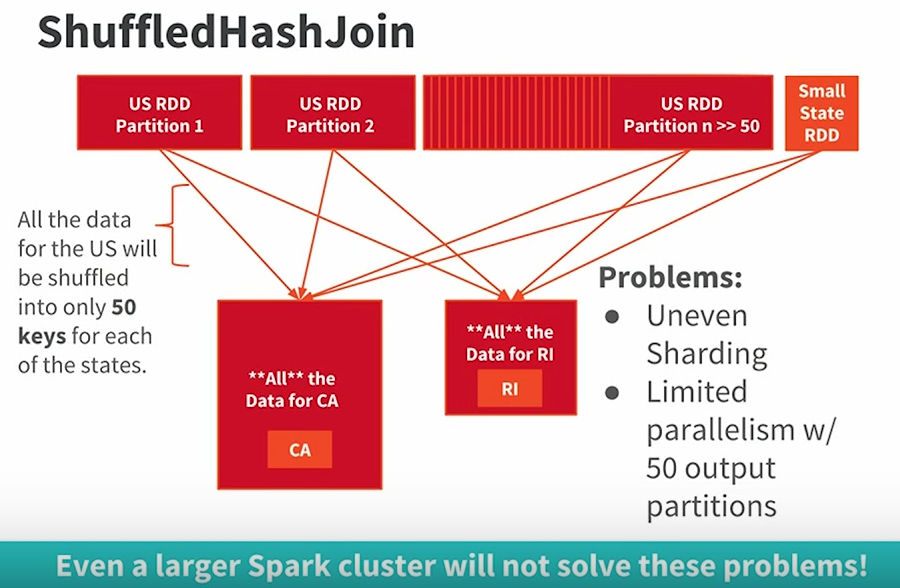 ShuffledHashJoin
US RDD
Partition 1
US RDD
Partition 2
US RDD
Partition n >> 50
Small
State
RDD
All the data
for the US will
be shuffled
into only 50
keys for each
of the states.
**All** the
Data for CA
CA
**All** the
Data for RI
RI
Problems:
● Uneven
Sharding
● Limited
parallelism w/
50 output
partitions
Even a larger Spark cluster will not solve these problems!